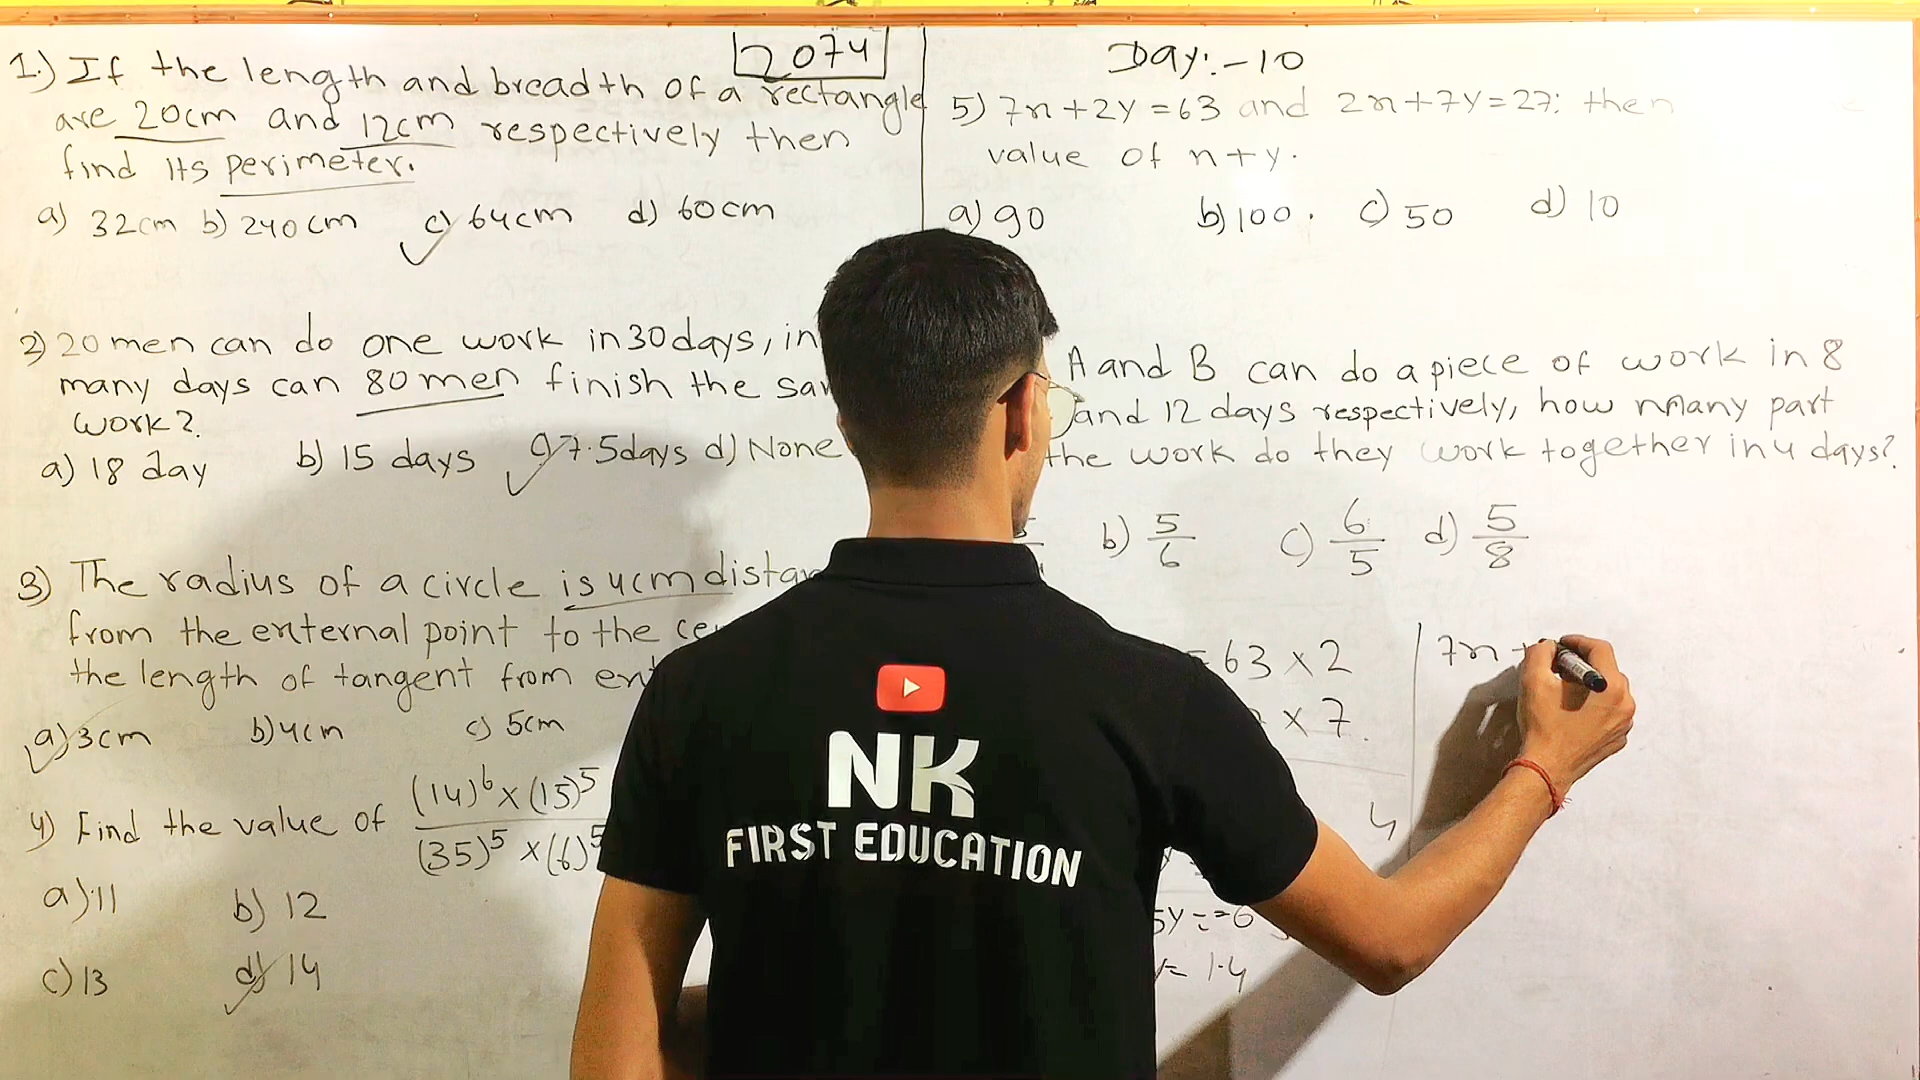 2074
1.) If the length and breadth of a rectangle
are 20cm and 12cm respectively then
find its perimeter.
a) 32cm b) 240cm c) 64cm d) 60cm
2) 20 men can do one work in 30 days, in
many days can 80 men finish the
work?
a) 18 day b) 15 days c) 7.5days d) None
3) The radius of a circle is 4cm
from the external point to the
the length of tangent from
a) 3cm b) 4cm c) 5cm
4) Find the value of (14)^6 × (15)^5
(35)^5 × (6)^5
a) 11 b) 12
c) 13 d) 14
Day:-10
5) 7x+2y=63 and 2x+7y=27; then
value of x+y.
a) 90 b) 100. c) 50 d) 10
A and B can do a piece of work in 8
and 12 days respectively, how many part
the work do they work together in 4 days?
b) 5/6 c) 6/5 d) 5/8
=63×2
×7.
5y=
= 1.4
7x+
NK
FIRST EDUCATION